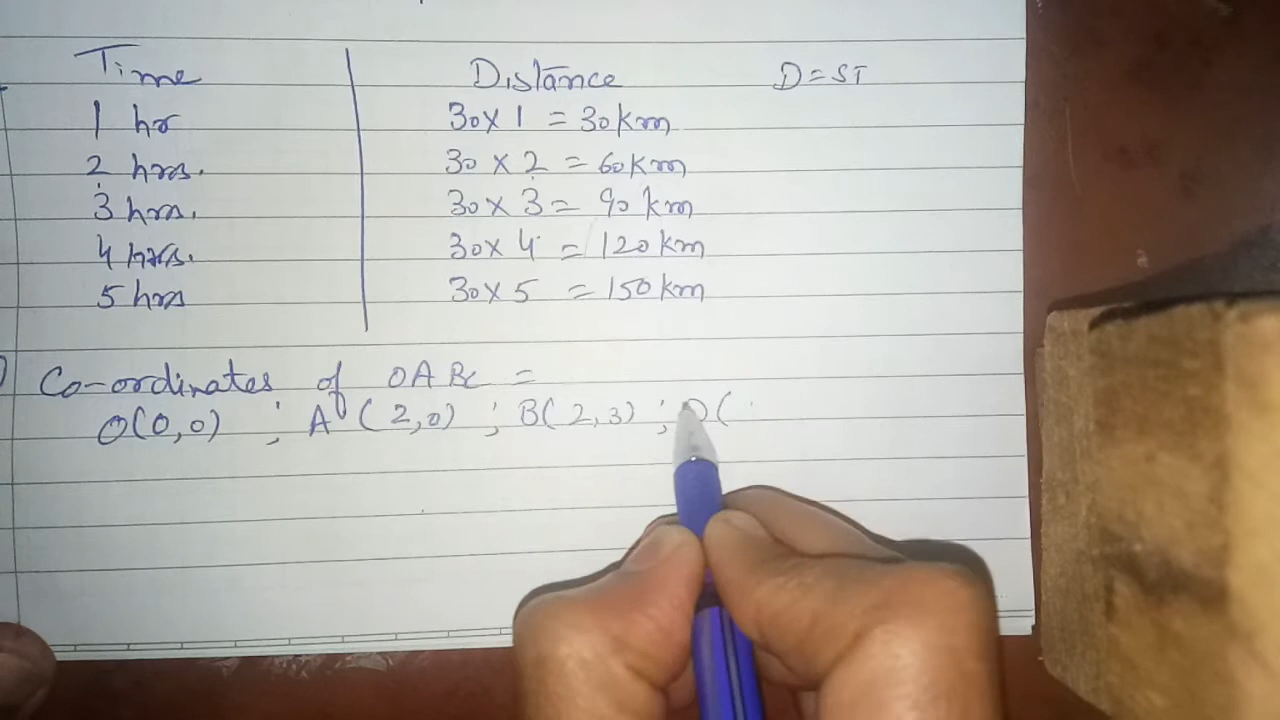 Time Distance D = ST
1 hr 30 x 1 = 30 km
2 hrs. 30 x 2 = 60 km
3 hrs. 30 x 3 = 90 km
4 hrs. 30 x 4 = 120 km
5 hrs 30 x 5 = 150 km
Co-ordinates of OABC =
O(0,0) ; A (2,0) ; B(2,3) ; D(